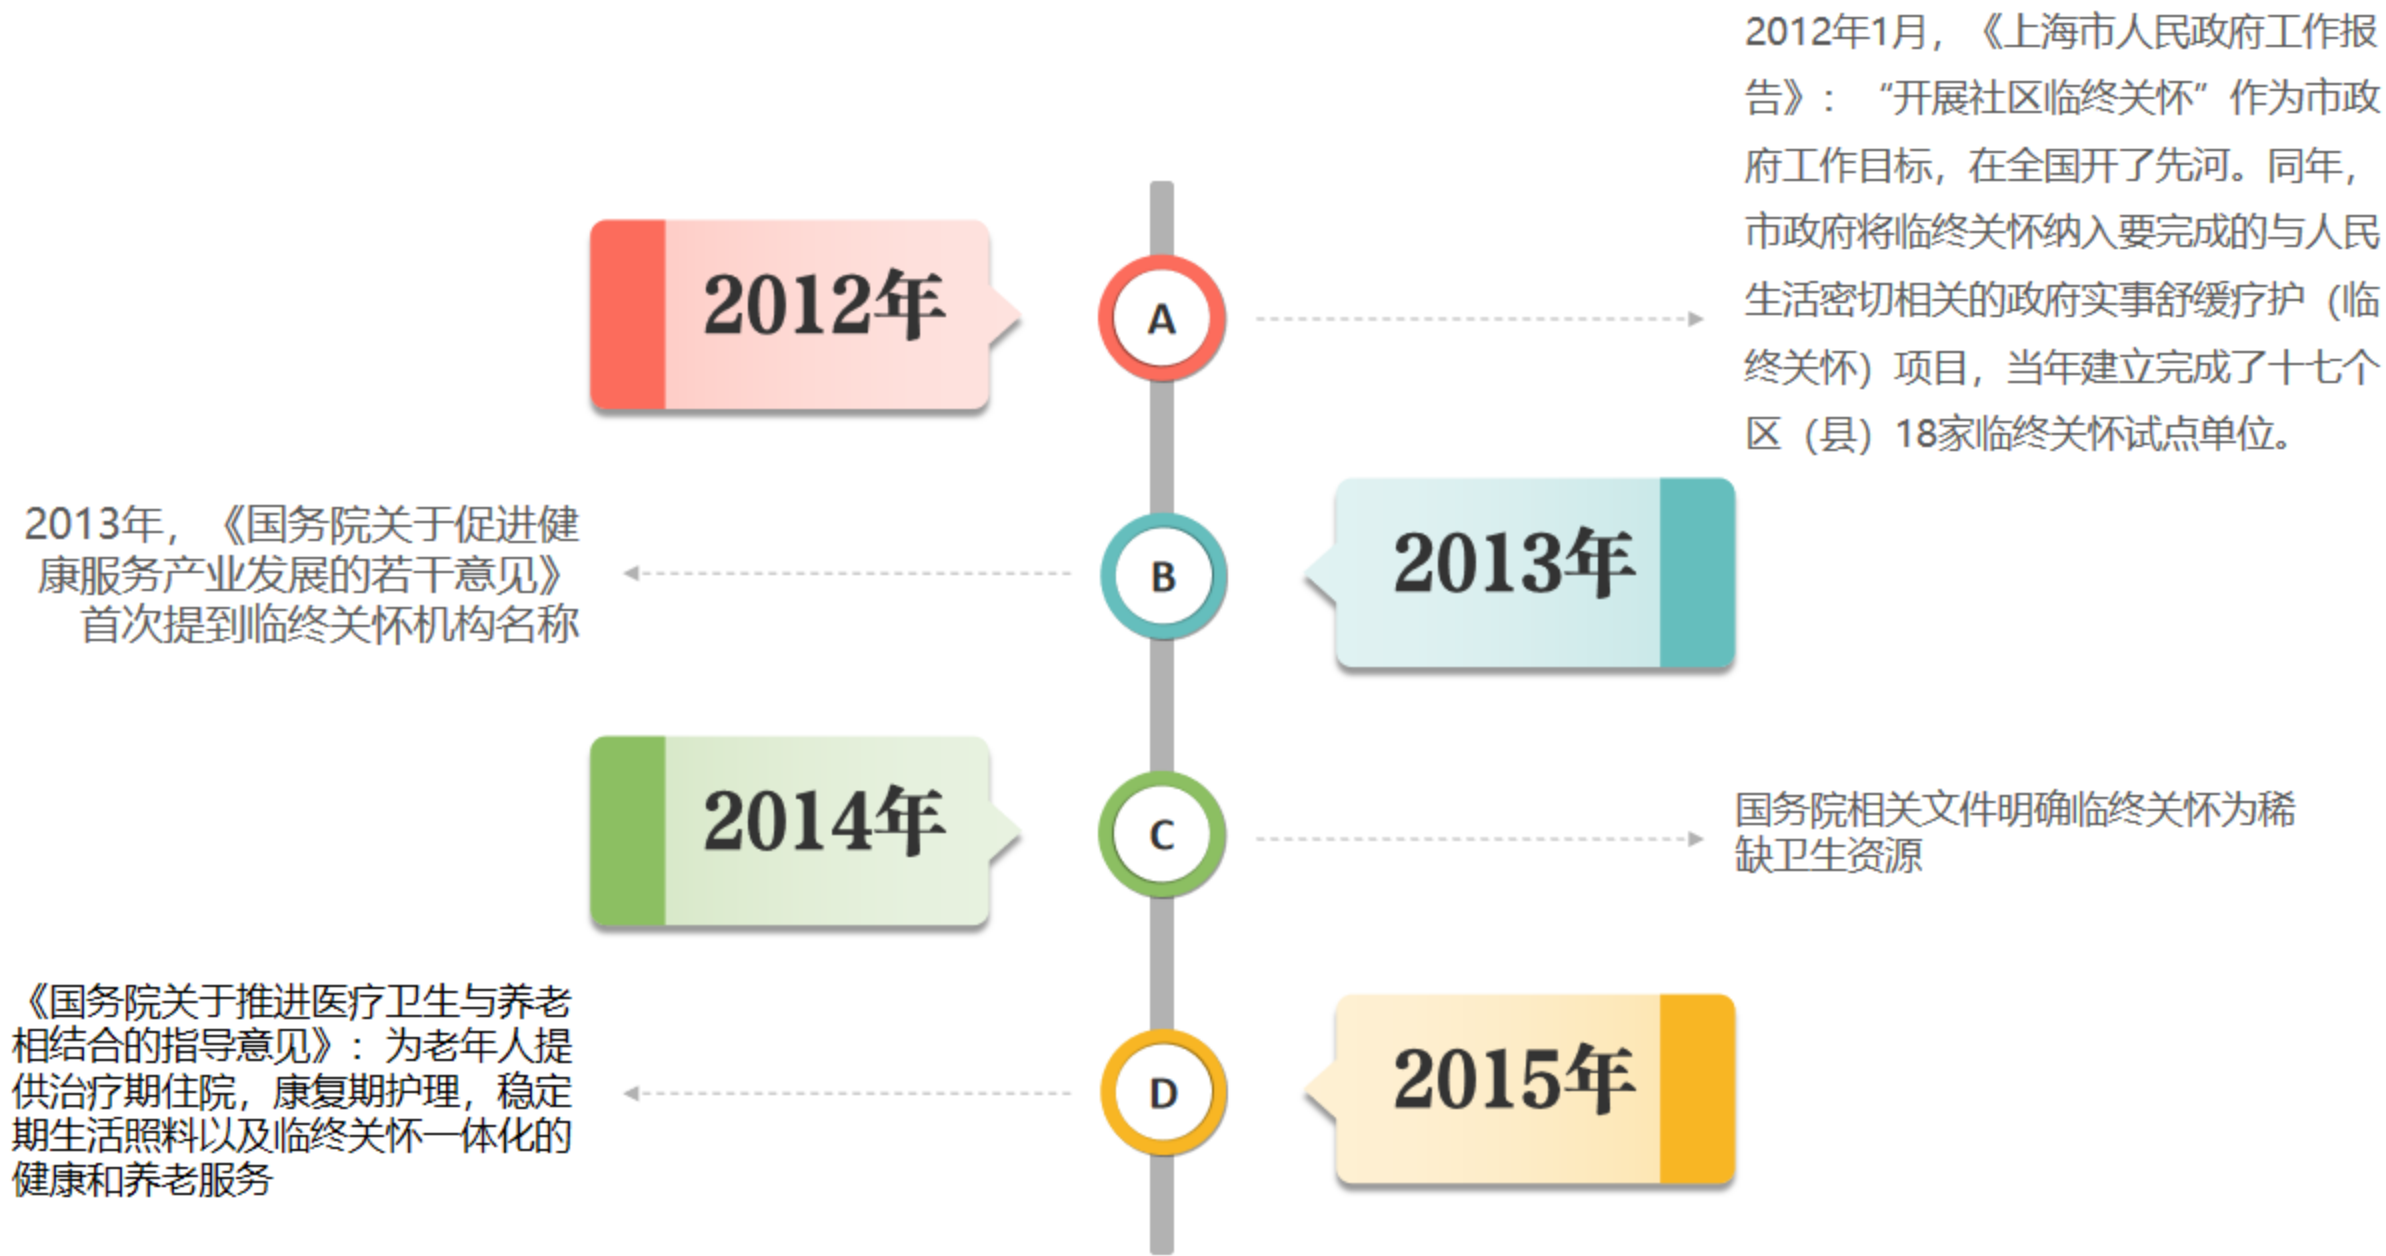 2012年1月，《上海市人民政府工作报
告》：“开展社区临终关怀”作为市政
府工作目标，在全国开了先河。同年，
市政府将临终关怀纳入要完成的与人民
生活密切相关的政府实事舒缓疗护（临
终关怀）项目，当年建立完成了十七个
区（县）18家临终关怀试点单位。
2012年
A
2013年，《国务院关于促进健
康服务产业发展的若干意见》
首次提到临终关怀机构名称
B
2013年
2014年
C
国务院相关文件明确临终关怀为稀
缺卫生资源
《国务院关于推进医疗卫生与养老
相结合的指导意见》：为老年人提
供治疗期住院，康复期护理，稳定
期生活照料以及临终关怀一体化的
健康和养老服务
D
2015年